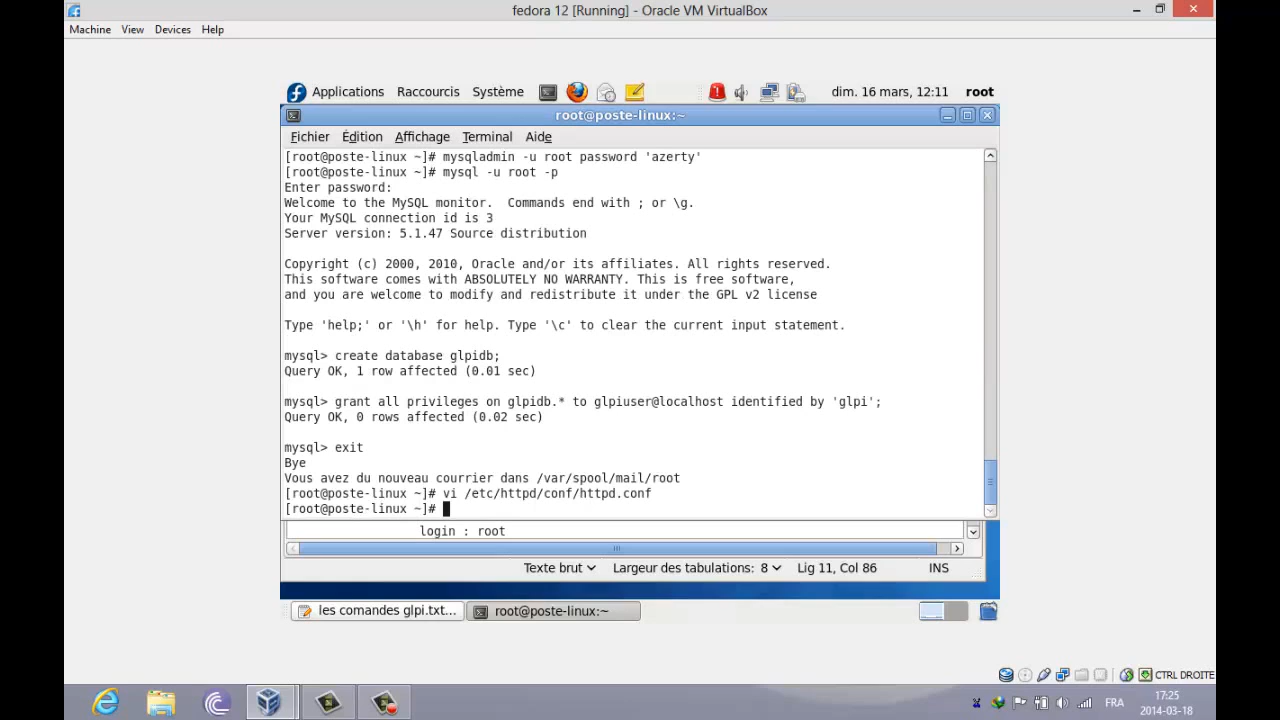 fedora 12 [Running] - Oracle VM VirtualBox
Machine View Devices Help
Applications Raccourcis Système dim. 16 mars, 12:11 root
root@poste-linux:~
Fichier Édition Affichage Terminal Aide
[root@poste-linux ~]# mysqladmin -u root password 'azerty'
[root@poste-linux ~]# mysql -u root -p
Enter password:
Welcome to the MySQL monitor.  Commands end with ; or \g.
Your MySQL connection id is 3
Server version: 5.1.47 Source distribution
Copyright (c) 2000, 2010, Oracle and/or its affiliates. All rights reserved.
This software comes with ABSOLUTELY NO WARRANTY. This is free software,
and you are welcome to modify and redistribute it under the GPL v2 license
Type 'help;' or '\h' for help. Type '\c' to clear the current input statement.
mysql> create database glpidb;
Query OK, 1 row affected (0.01 sec)
mysql> grant all privileges on glpidb.* to glpiuser@localhost identified by 'glpi';
Query OK, 0 rows affected (0.02 sec)
mysql> exit
Bye
Vous avez du nouveau courrier dans /var/spool/mail/root
[root@poste-linux ~]# vi /etc/httpd/conf/httpd.conf
[root@poste-linux ~]#
login : root
Texte brut Largeur des tabulations: 8 Lig 11, Col 86 INS
les comandes glpi.txt... root@poste-linux:~
CTRL DROITE
FRA 17:25
2014-03-18